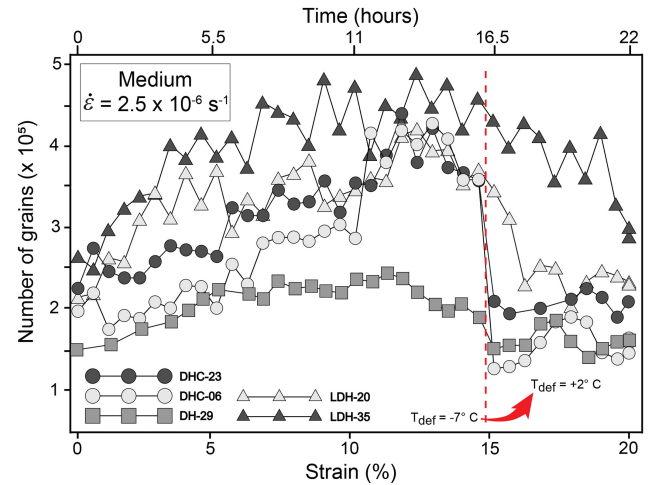 Time (hours)
0 5.5 11 16.5 22
Medium
ε̇ = 2.5 x 10⁻⁶ s⁻¹
Number of grains (x 10⁵)
5
4
3
2
1
DHC-23
DHC-06
DH-29
LDH-20
LDH-35
T_def = -7° C
T_def = +2° C
0 5 10 15 20
Strain (%)